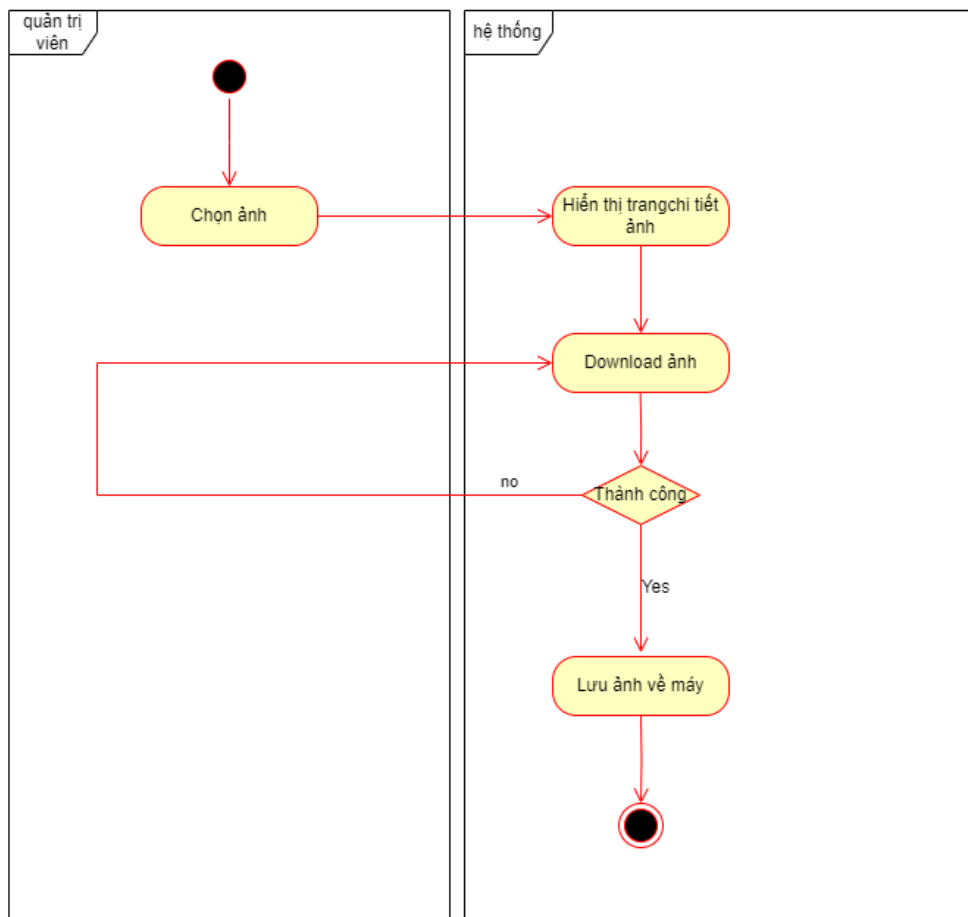 quản trị
viên
hệ thống
Chọn ảnh
Hiển thị trangchi tiết
ảnh
Download ảnh
no
Thành công
Yes
Lưu ảnh về máy